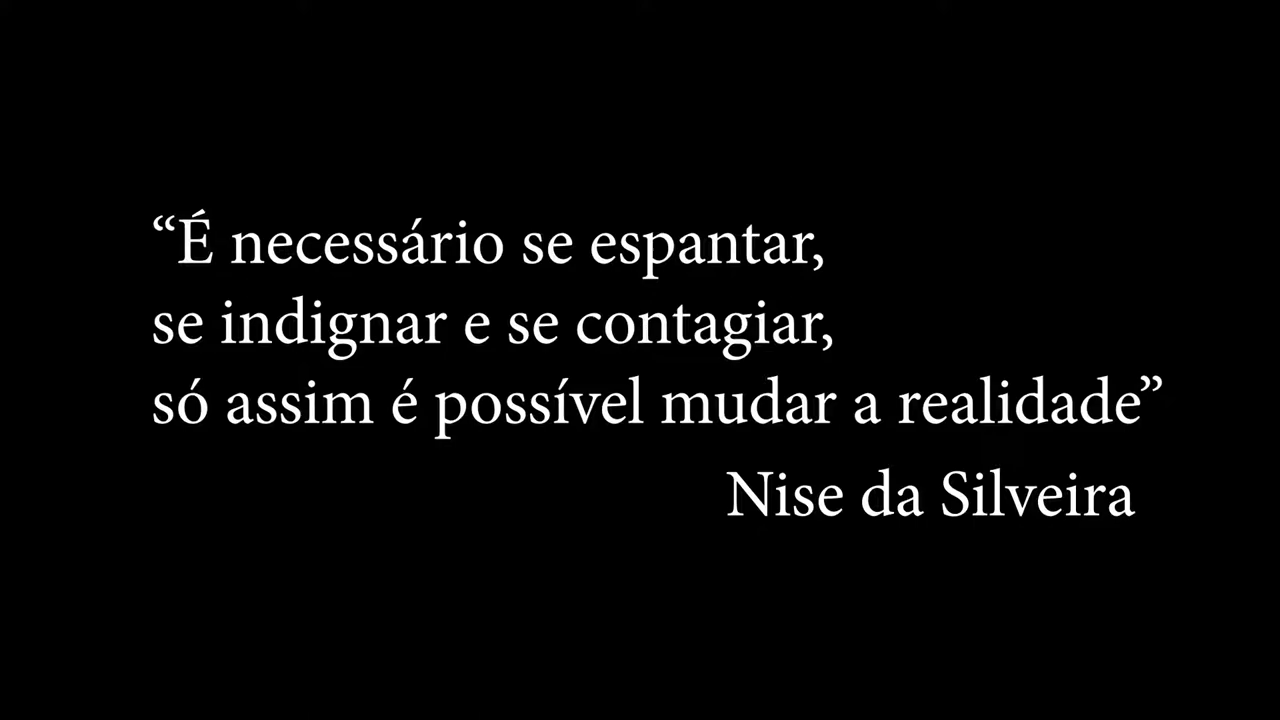 “É necessário se espantar,
se indignar e se contagiar,
só assim é possível mudar a realidade”
Nise da Silveira